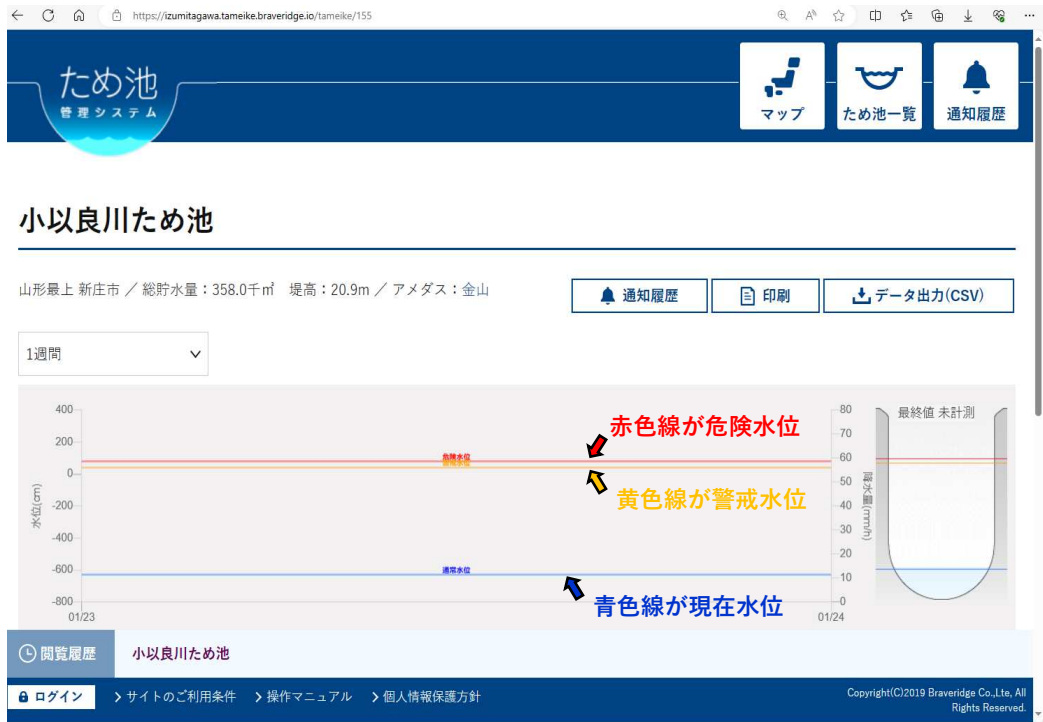 https://izumitagawa.tameike.braveridge.io/tameike/155
ため池
管理システム
マップ
ため池一覧
通知履歴
小以良川ため池
山形最上 新庄市 ／ 総貯水量：358.0千㎥ 堤高：20.9m ／ アメダス：金山
通知履歴
印刷
データ出力(CSV)
1週間
400
200
0
-200
-400
-600
-800
水位(cm)
01/23
01/24
危険水位
通常水位
赤色線が危険水位
黄色線が警戒水位
青色線が現在水位
80
70
60
50
40
30
20
10
0
降水量(mm/h)
最終値 未計測
閲覧履歴
小以良川ため池
ログイン
サイトのご利用条件
操作マニュアル
個人情報保護方針
Copyright(C)2019 Braveridge Co.,Lte, All
Rights Reserved.